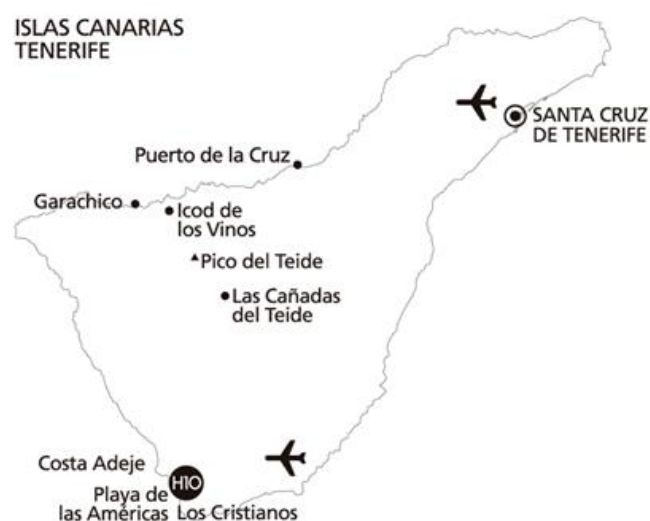 ISLAS CANARIAS
TENERIFE
SANTA CRUZ
DE TENERIFE
Puerto de la Cruz
Garachico
Icod de
los Vinos
Pico del Teide
Las Cañadas
del Teide
Costa Adeje
H10
Playa de
las Américas
Los Cristianos